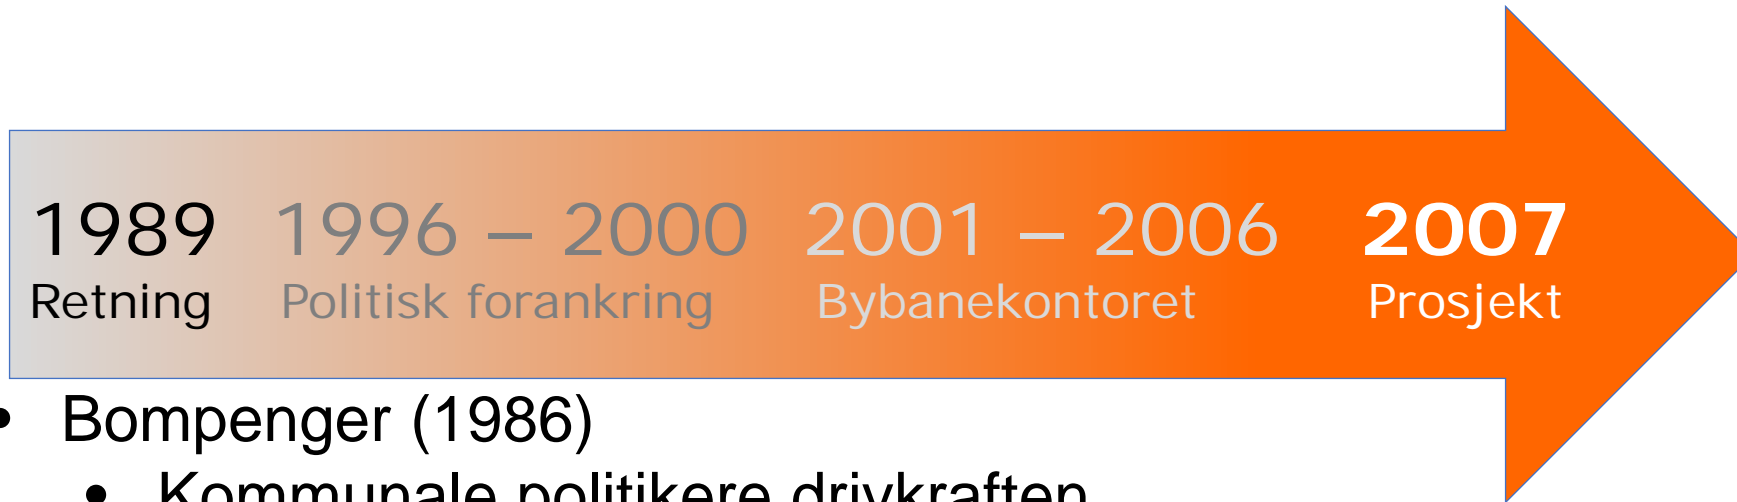 1989 1996 – 2000 2001 – 2006 2007
Retning Politisk forankring Bybanekontoret Prosjekt
• Bompenger (1986)
• Kommunale politikere drivkraften